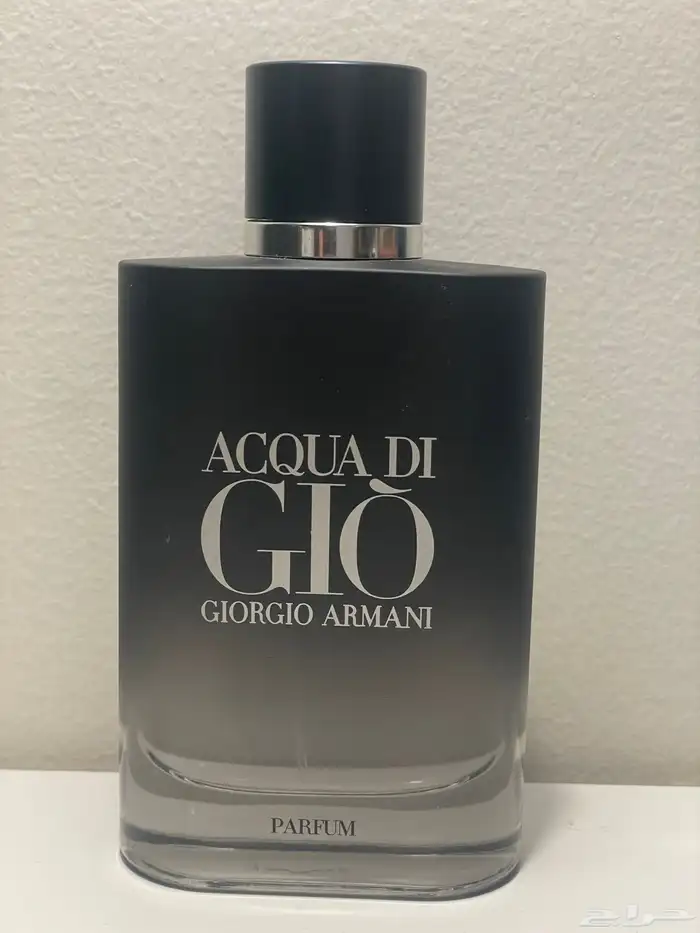 ACQUA DI
GIÒ
GIORGIO ARMANI
PARFUM
حراج